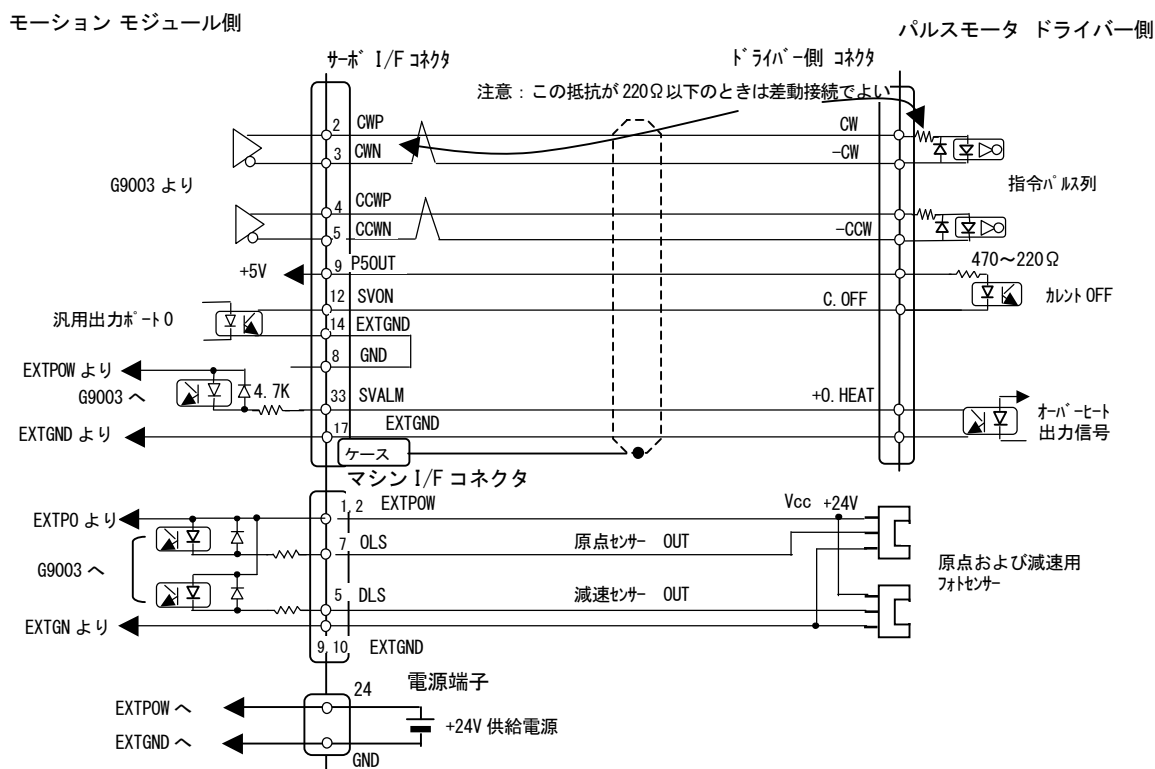 モーション モジュール側
パルスモータ ドライバー側
サーボ I/F コネクタ
ドライバー側 コネクタ
注意：この抵抗が 220Ω以下のときは差動接続でよい
2 CWP
CW
3 CWN
-CW
G9003 より
指令パルス列
4 CCWP
5 CCWN
-CCW
+5V
9 P5OUT
470～220Ω
12 SVON
C.OFF
カレント OFF
汎用出力ポート0
14 EXTGND
8 GND
EXTPOW より
G9003 へ
4.7K
33 SVALM
+O.HEAT
オーバーヒート
出力信号
EXTGND より
17 EXTGND
ケース
マシン I/F コネクタ
1,2 EXTPOW
Vcc +24V
EXTPO より
7 OLS
原点センサー OUT
G9003 へ
原点および減速用
フォトセンサー
5 DLS
減速センサー OUT
EXTGN より
9,10 EXTGND
電源端子
24
EXTPOW へ
+24V 供給電源
EXTGND へ
GND